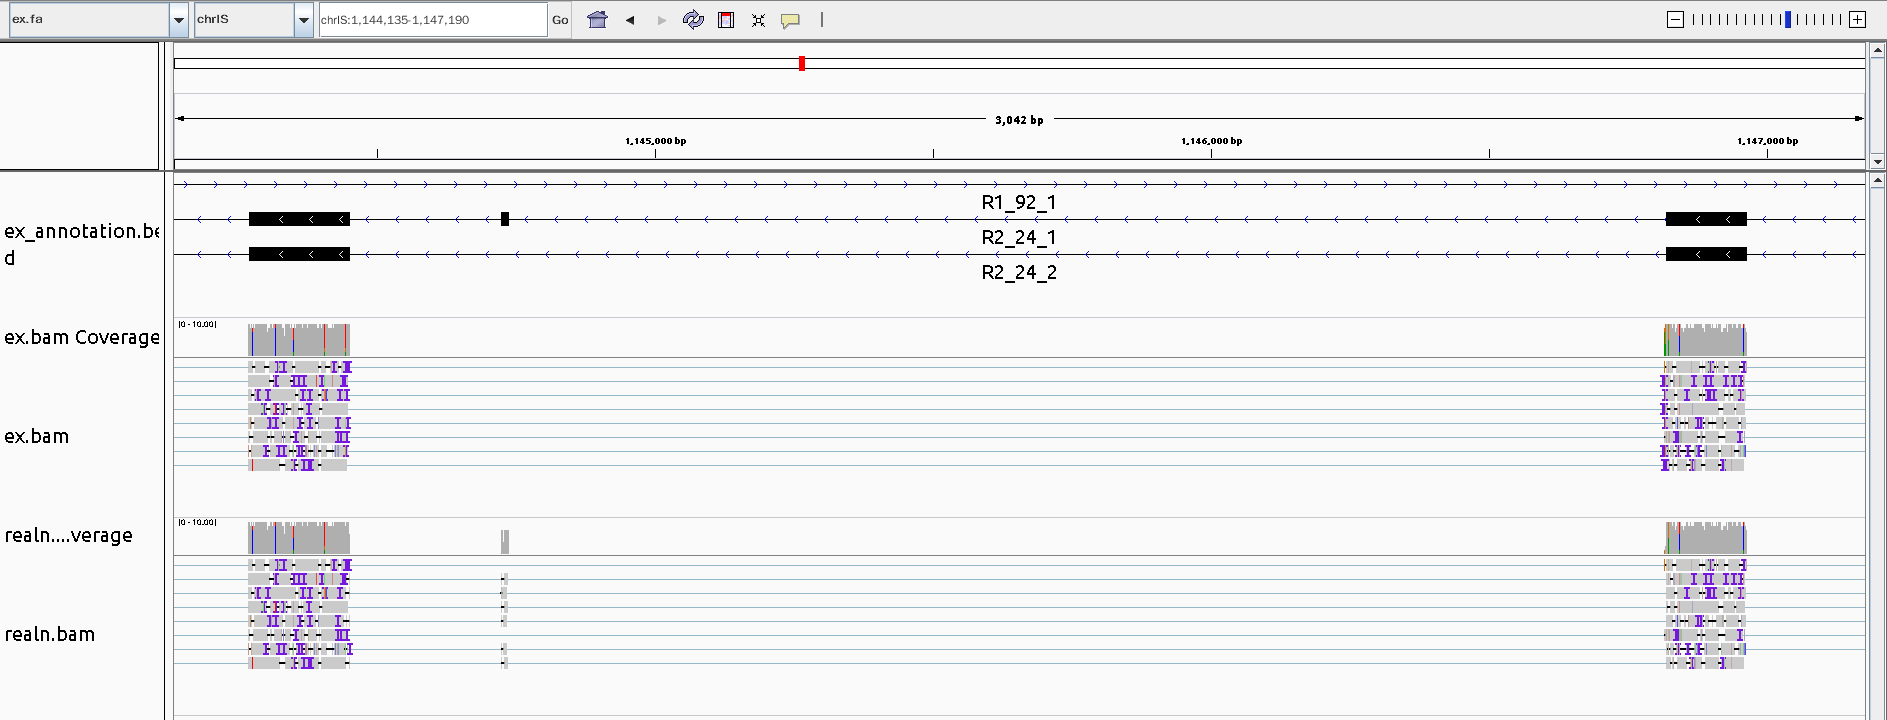 ex.fa chrIS chrIS:1,144,135-1,147,190 Go
3,042 bp
1,145,000 bp 1,146,000 bp 1,147,000 bp
R1_92_1
ex_annotation.be
d
R2_24_1
R2_24_2
[0 - 10.00]
ex.bam Coverage
ex.bam
[0 - 10.00]
realn....verage
realn.bam